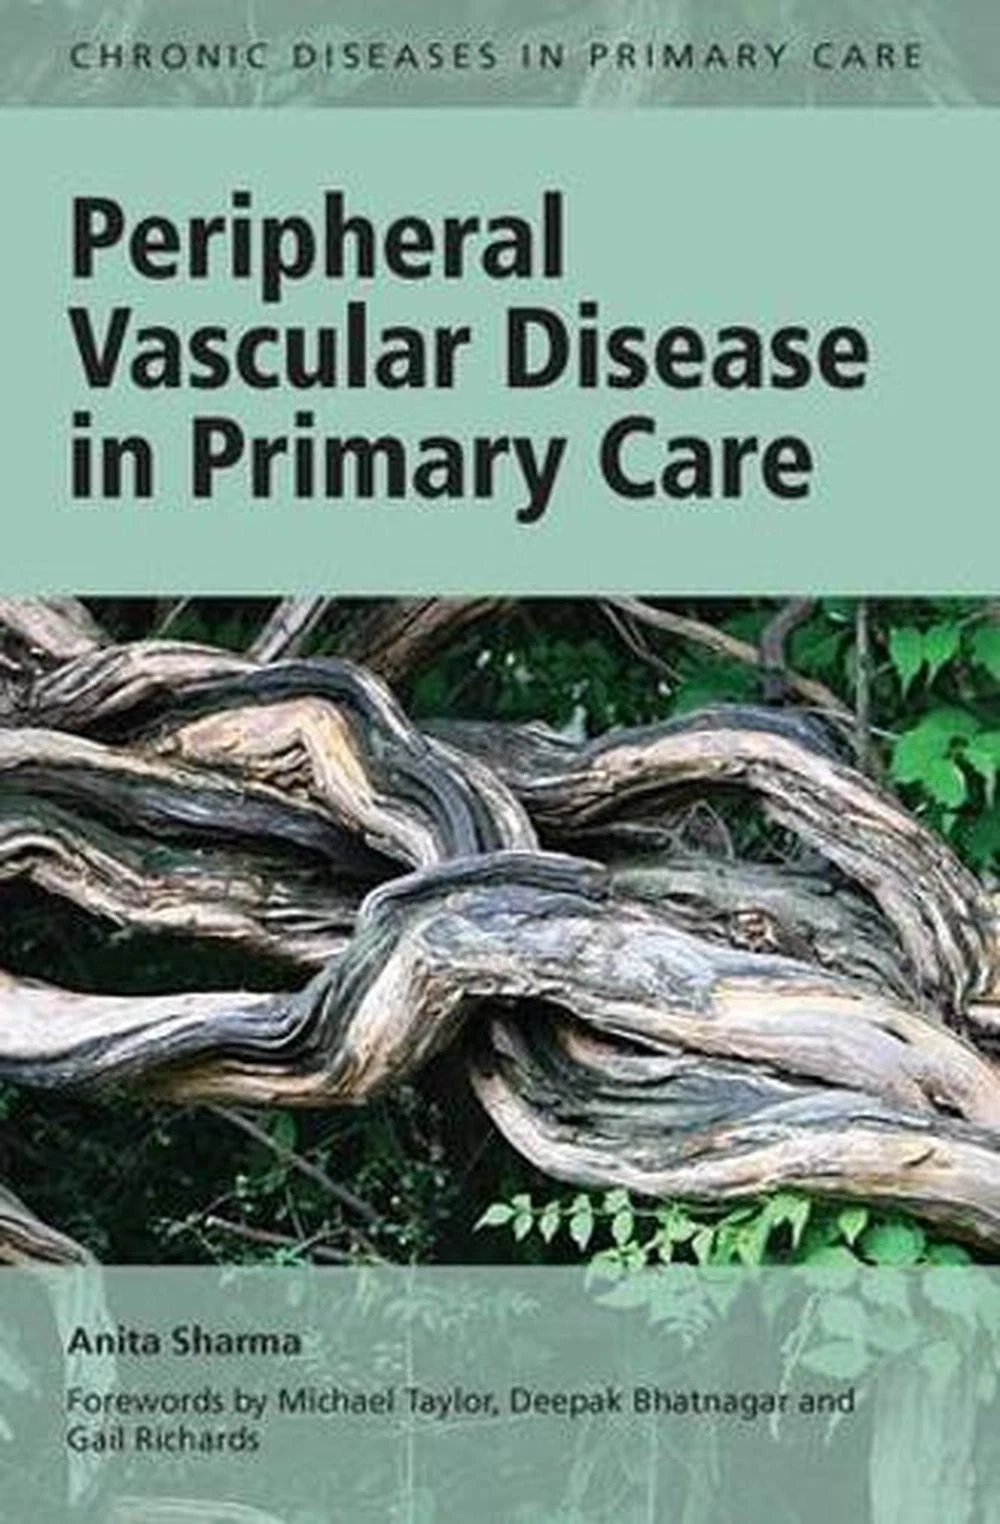 CHRONIC DISEASES IN PRIMARY CARE
Peripheral
Vascular Disease
in Primary Care
Anita Sharma
Forewords by Michael Taylor, Deepak Bhatnagar and
Gail Richards